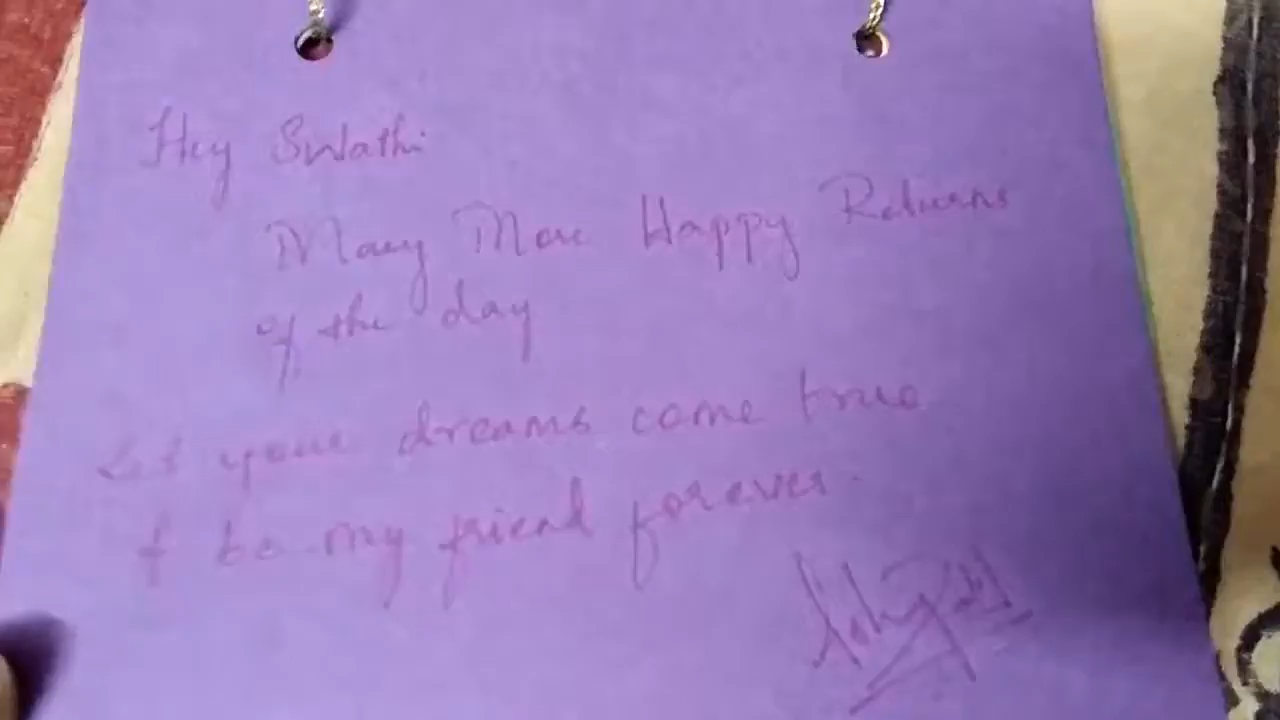 Hey Swathi
Many More Happy Returns
of the day
Let your dreams come true
& be my friend forever.